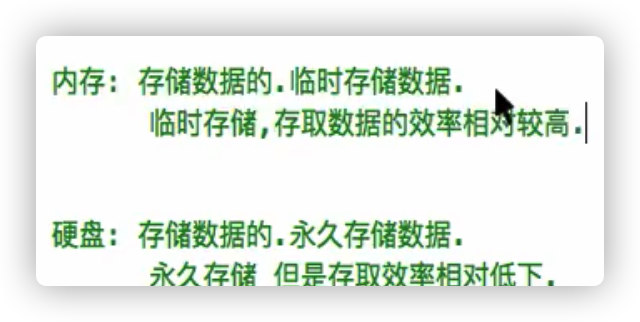 内存: 存储数据的.临时存储数据.
临时存储,存取数据的效率相对较高.
硬盘: 存储数据的.永久存储数据.
永久存储 但是存取效率相对低下.